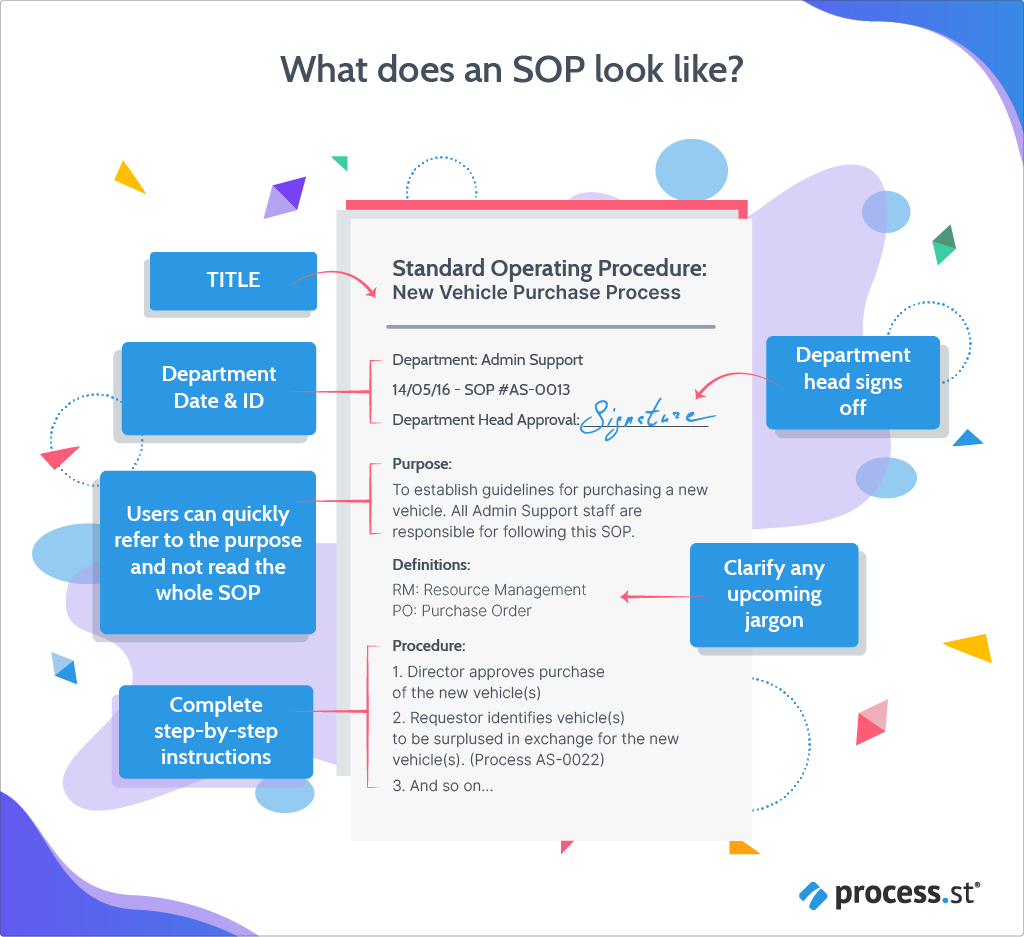 What does an SOP look like?
TITLE
Standard Operating Procedure:
New Vehicle Purchase Process
Department
Date & ID
Department: Admin Support
14/05/16 - SOP #AS-0013
Department Head Approval: Signature
Department
head signs
off
Users can quickly
refer to the purpose
and not read the
whole SOP
Purpose:
To establish guidelines for purchasing a new
vehicle. All Admin Support staff are
responsible for following this SOP.
Definitions:
RM: Resource Management
PO: Purchase Order
Clarify any
upcoming
jargon
Complete
step-by-step
instructions
Procedure:
1. Director approves purchase
of the new vehicle(s)
2. Requestor identifies vehicle(s)
to be surplused in exchange for the new
vehicle(s). (Process AS-0022)
3. And so on...
process.st®